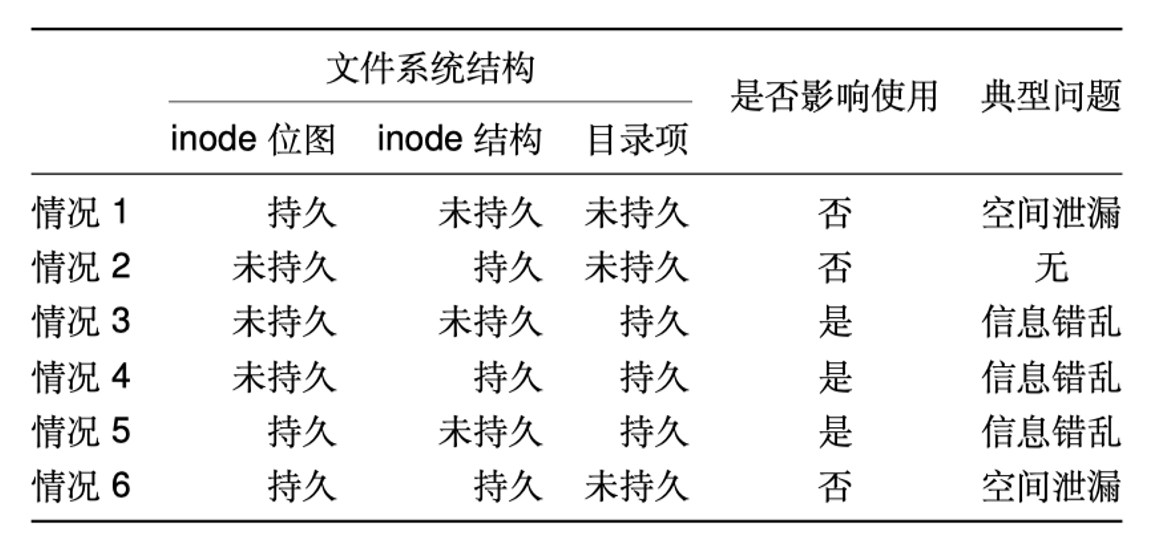 文件系统结构 是否影响使用 典型问题
inode 位图 inode 结构 目录项
情况 1 持久 未持久 未持久 否 空间泄漏
情况 2 未持久 持久 未持久 否 无
情况 3 未持久 未持久 持久 是 信息错乱
情况 4 未持久 持久 持久 是 信息错乱
情况 5 持久 未持久 持久 是 信息错乱
情况 6 持久 持久 未持久 否 空间泄漏